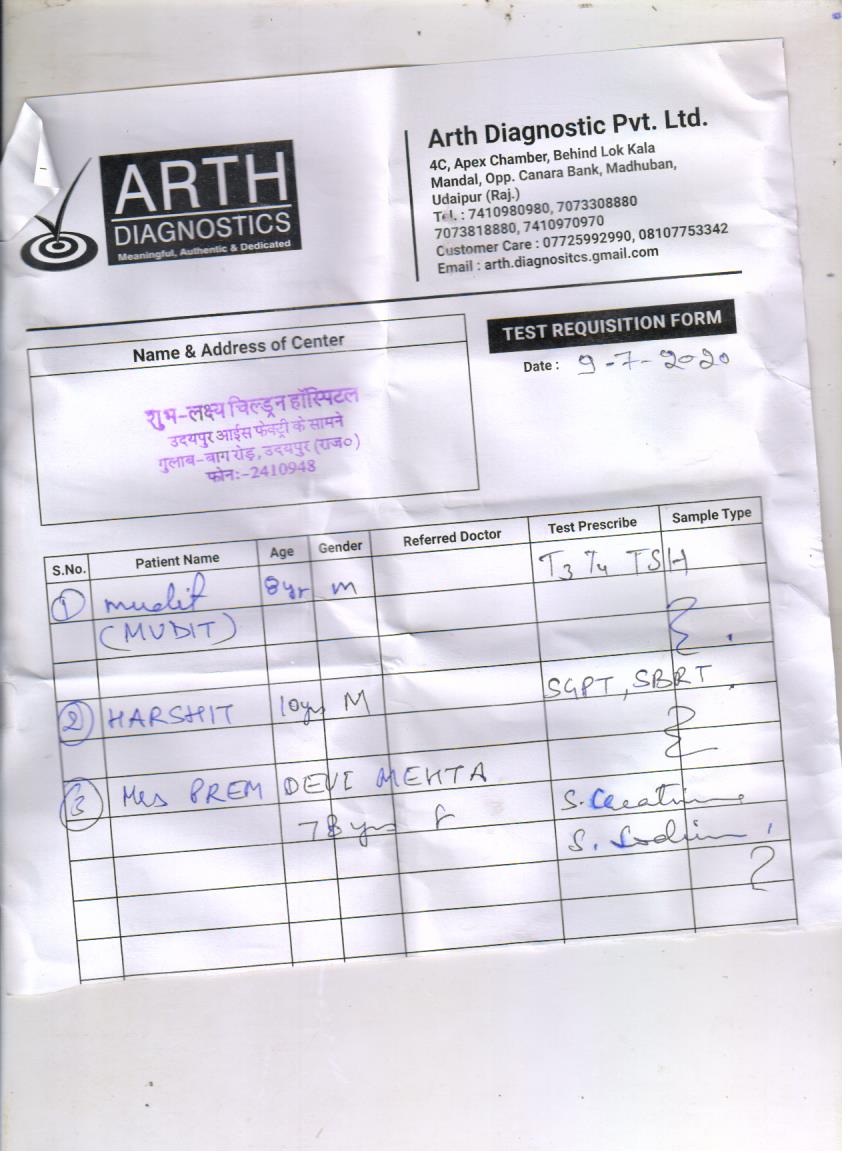 ARTH
DIAGNOSTICS
Meaningful, Authentic & Dedicated
Arth Diagnostic Pvt. Ltd.
4C, Apex Chamber, Behind Lok Kala
Mandal, Opp. Canara Bank, Madhuban,
Udaipur (Raj.)
Tel. : 7410980980, 7073308880
7073818880, 7410970970
Customer Care : 07725992990, 08107753342
Email : arth.diagnositcs.gmail.com
TEST REQUISITION FORM
Date : 9-7-2020
Name & Address of Center
शुभ-लक्ष्य चिल्ड्रन हॉस्पिटल
उदयपुर आईस फेक्ट्री के सामने
गुलाब-बाग रोड़, उदयपुर (राज०)
फोन:-2410948
S.No. Patient Name Age Gender Referred Doctor Test Prescribe Sample Type
1 mudit 8yr m T3 T4 TSH
(MUDIT)
2 HARSHIT 10yrs M SGPT, SBRT
3 Mrs PREM DEVI MEHTA S. Creatinine
78 yrs F S. Sodium